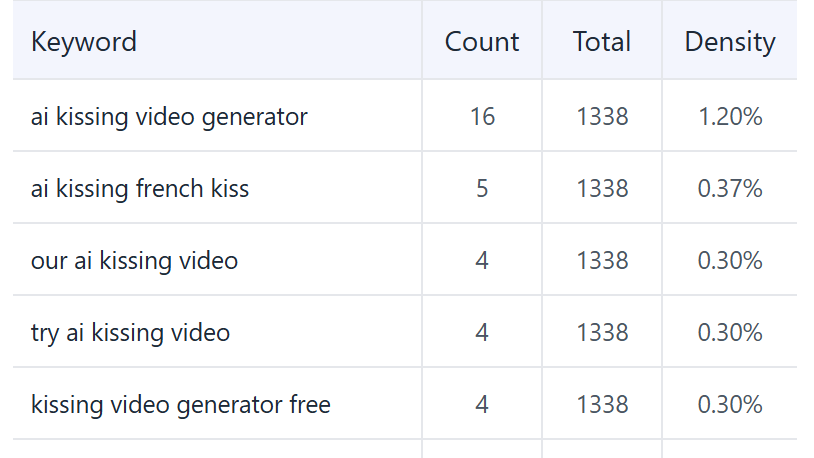 Keyword Count Total Density
ai kissing video generator 16 1338 1.20%
ai kissing french kiss 5 1338 0.37%
our ai kissing video 4 1338 0.30%
try ai kissing video 4 1338 0.30%
kissing video generator free 4 1338 0.30%